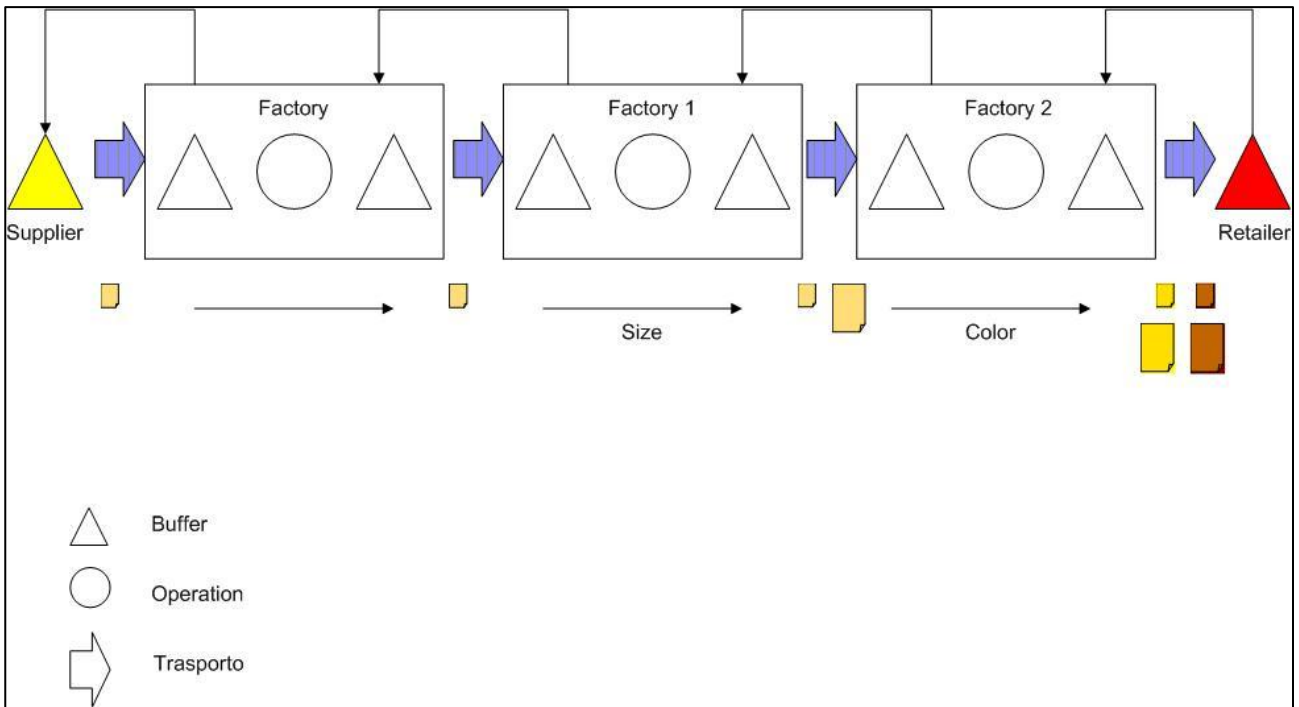 Factory
Factory 1
Factory 2
Supplier
Retailer
Size
Color
Buffer
Operation
Trasporto